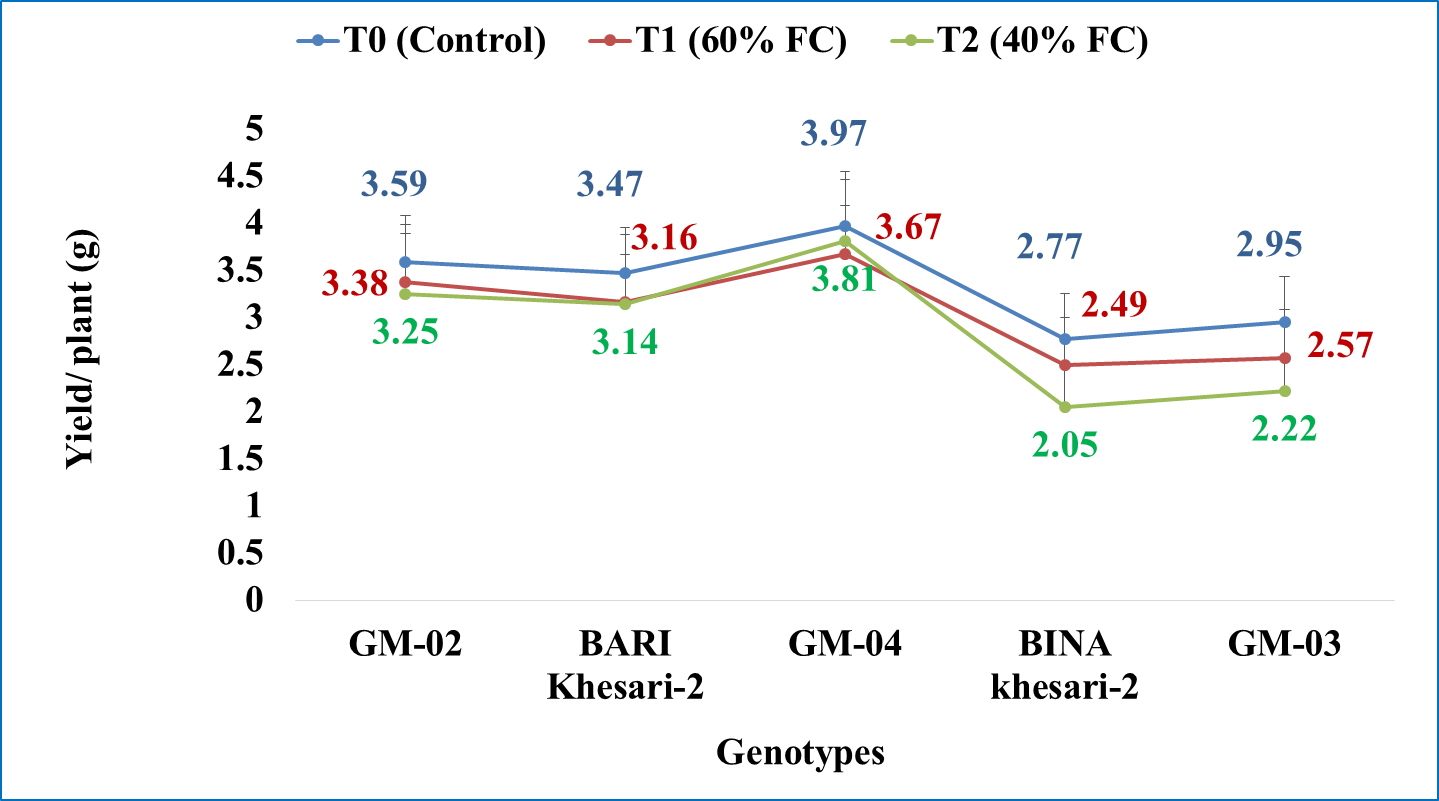 T0 (Control) T1 (60% FC) T2 (40% FC)
Yield/ plant (g)
5
4.5
4
3.5
3
2.5
2
1.5
1
0.5
0
3.59 3.47 3.97 2.77 2.95
3.38 3.16 3.67 2.49 2.57
3.25 3.14 3.81 2.05 2.22
GM-02 BARI GM-04 BINA GM-03
Khesari-2 khesari-2
Genotypes